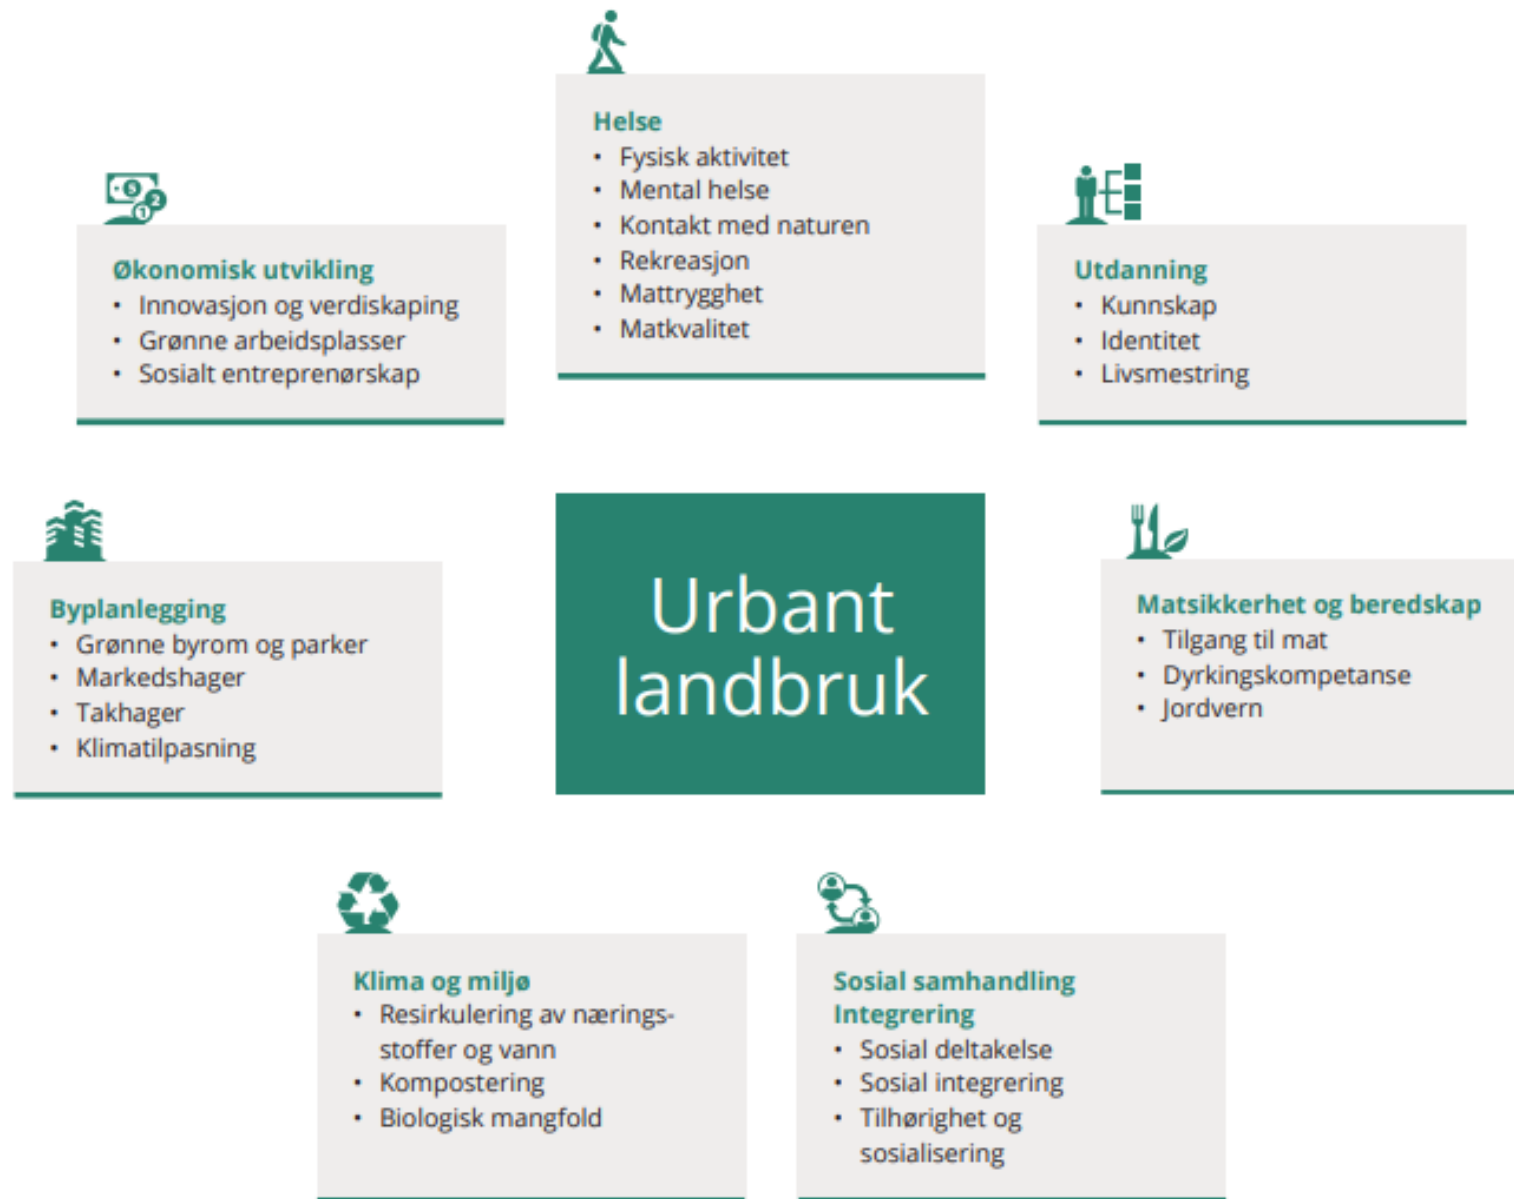 Helse
• Fysisk aktivitet
• Mental helse
• Kontakt med naturen
• Rekreasjon
• Mattrygghet
• Matkvalitet
Økonomisk utvikling
• Innovasjon og verdiskaping
• Grønne arbeidsplasser
• Sosialt entreprenørskap
Utdanning
• Kunnskap
• Identitet
• Livsmestring
Byplanlegging
• Grønne byrom og parker
• Markedshager
• Takhager
• Klimatilpasning
Urbant
landbruk
Matsikkerhet og beredskap
• Tilgang til mat
• Dyrkingskompetanse
• Jordvern
Klima og miljø
• Resirkulering av nærings-
stoffer og vann
• Kompostering
• Biologisk mangfold
Sosial samhandling
Integrering
• Sosial deltakelse
• Sosial integrering
• Tilhørighet og
sosialisering